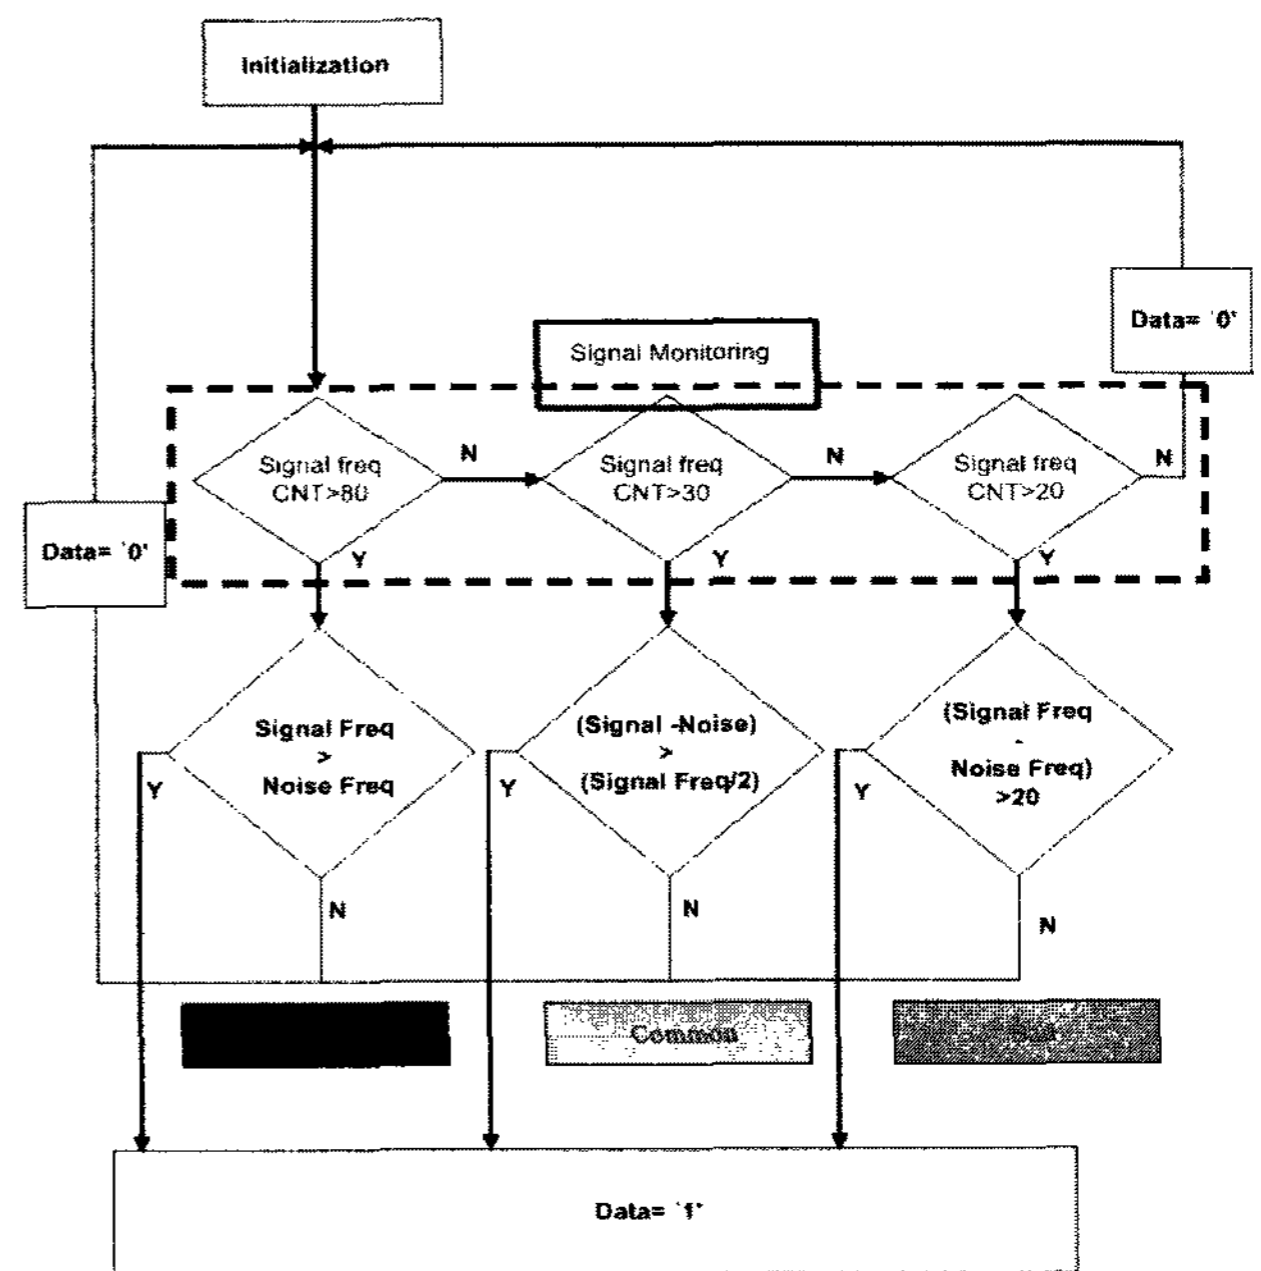 Initialization
Data= '0'
Signal Monitoring
Signal freq
CNT>80
N
Signal freq
CNT>30
N
Signal freq
CNT>20
N
Data= '0'
Y
Y
Y
Signal Freq
>
Noise Freq
(Signal -Noise)
>
(Signal Freq/2)
(Signal Freq
-
Noise Freq)
>20
Y
Y
Y
N
N
N
Common
Data= '1'